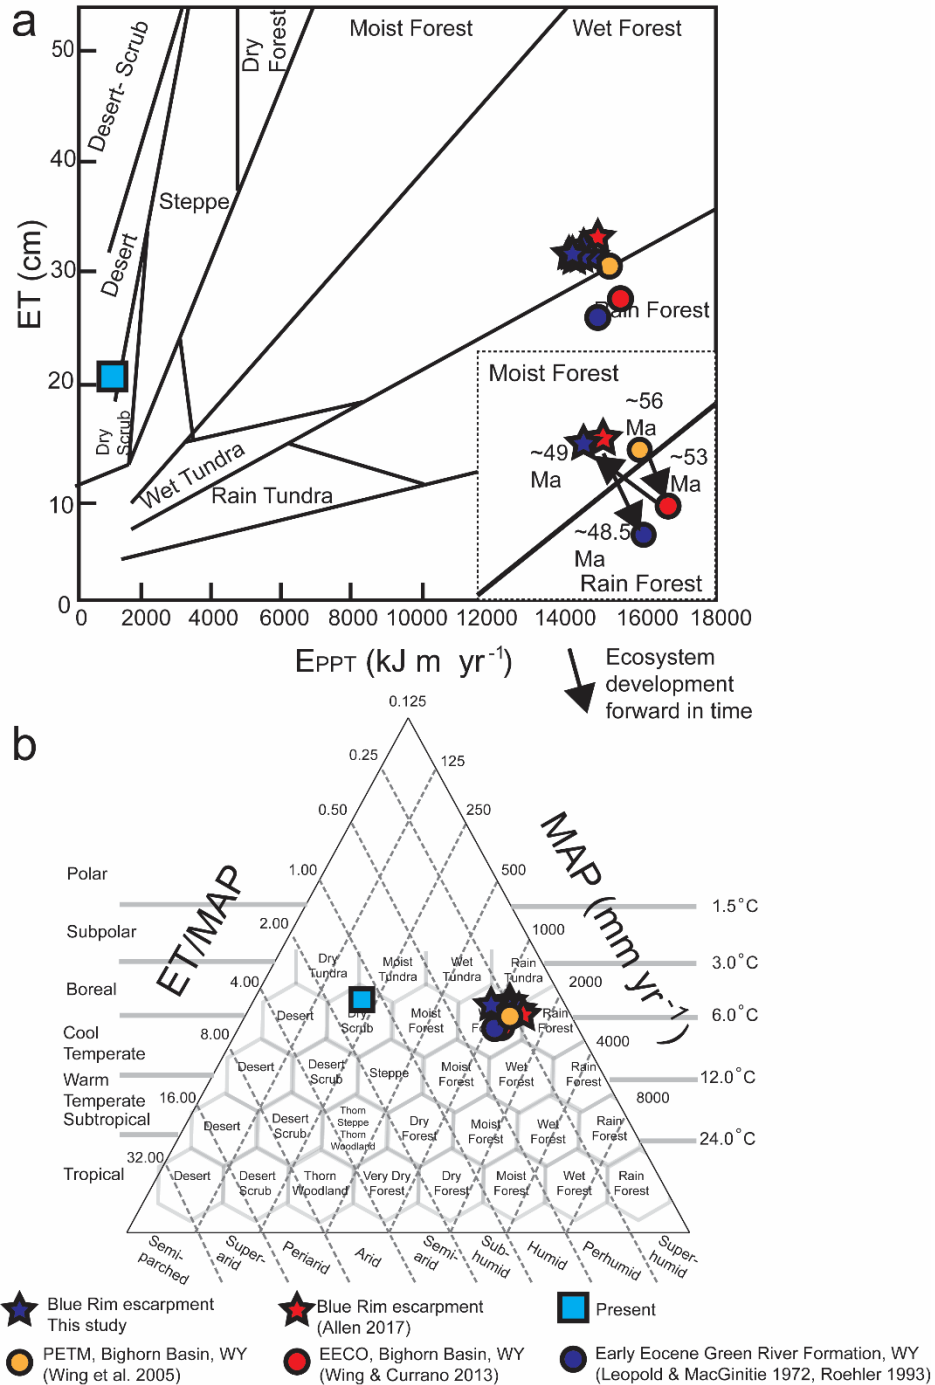 a
Moist Forest
Wet Forest
Dry
Forest
Desert- Scrub
Desert
Steppe
Dry
Scrub
Wet Tundra
Rain Tundra
Rain Forest
50
40
30
20
10
0
ET (cm)
0
2000
4000
6000
8000
10000
12000
14000
16000
18000
EPPT (kJ m yr-1)
Moist Forest
~56
Ma
~49
Ma
~53
Ma
~48.5
Ma
Rain Forest
Ecosystem
development
forward in time
b
0.125
0.25
0.50
1.00
2.00
4.00
8.00
16.00
32.00
125
250
500
1000
2000
4000
8000
ET/MAP
MAP (mm yr-1)
Polar
Subpolar
Boreal
Cool
Temperate
Warm
Temperate
Subtropical
Tropical
1.5°C
3.0°C
6.0°C
12.0°C
24.0°C
Dry
Tundra
Moist
Tundra
Wet
Tundra
Rain
Tundra
Desert
Dry
Scrub
Moist
Forest
Rain
Forest
Desert
Desert
Scrub
Steppe
Moist
Forest
Wet
Forest
Rain
Forest
Desert
Desert
Scrub
Thorn
Steppe
Thorn
Woodland
Dry
Forest
Moist
Forest
Wet
Forest
Rain
Forest
Desert
Desert
Scrub
Thorn
Woodland
Very Dry
Forest
Dry
Forest
Moist
Forest
Wet
Forest
Rain
Forest
Semi-
parched
Super-
arid
Periarid
Arid
Semi-
arid
Sub-
humid
Humid
Perhumid
Super-
humid
Blue Rim escarpment
This study
Blue Rim escarpment
(Allen 2017)
Present
PETM, Bighorn Basin, WY
(Wing et al. 2005)
EECO, Bighorn Basin, WY
(Wing & Currano 2013)
Early Eocene Green River Formation, WY
(Leopold & MacGinitie 1972, Roehler 1993)